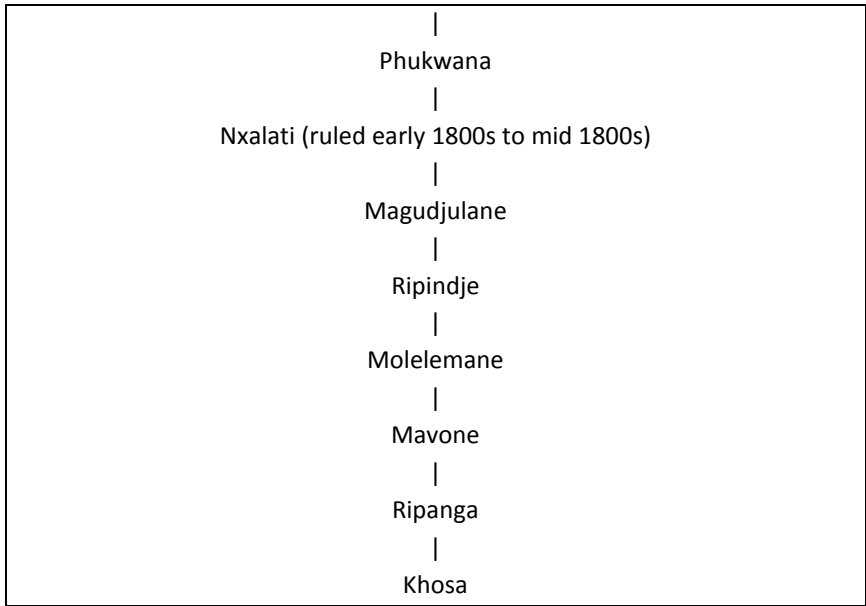 Phukwana
Nxalati (ruled early 1800s to mid 1800s)
Magudjulane
Ripindje
Molelemane
Mavone
Ripanga
Khosa